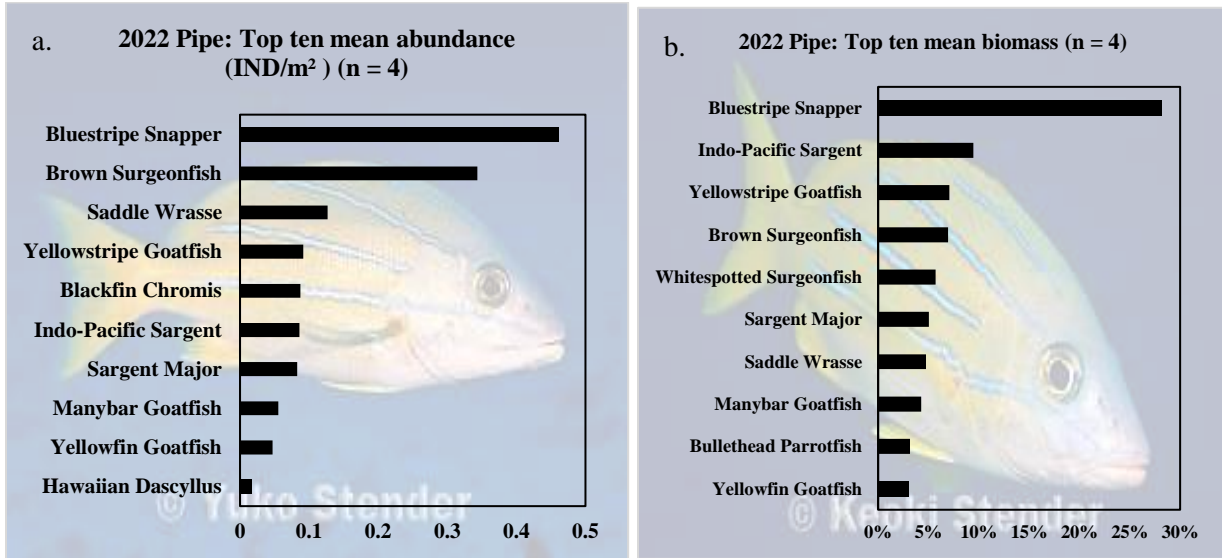 a.
2022 Pipe: Top ten mean abundance
(IND/m² ) (n = 4)
Bluestripe Snapper
Brown Surgeonfish
Saddle Wrasse
Yellowstripe Goatfish
Blackfin Chromis
Indo-Pacific Sargent
Sargent Major
Manybar Goatfish
Yellowfin Goatfish
Hawaiian Dascyllus
0 0.1 0.2 0.3 0.4 0.5
© Yuko Stender
b.
2022 Pipe: Top ten mean biomass (n = 4)
Bluestripe Snapper
Indo-Pacific Sargent
Yellowstripe Goatfish
Brown Surgeonfish
Whitespotted Surgeonfish
Sargent Major
Saddle Wrasse
Manybar Goatfish
Bullethead Parrotfish
Yellowfin Goatfish
0% 5% 10% 15% 20% 25% 30%
© Keoki Stender